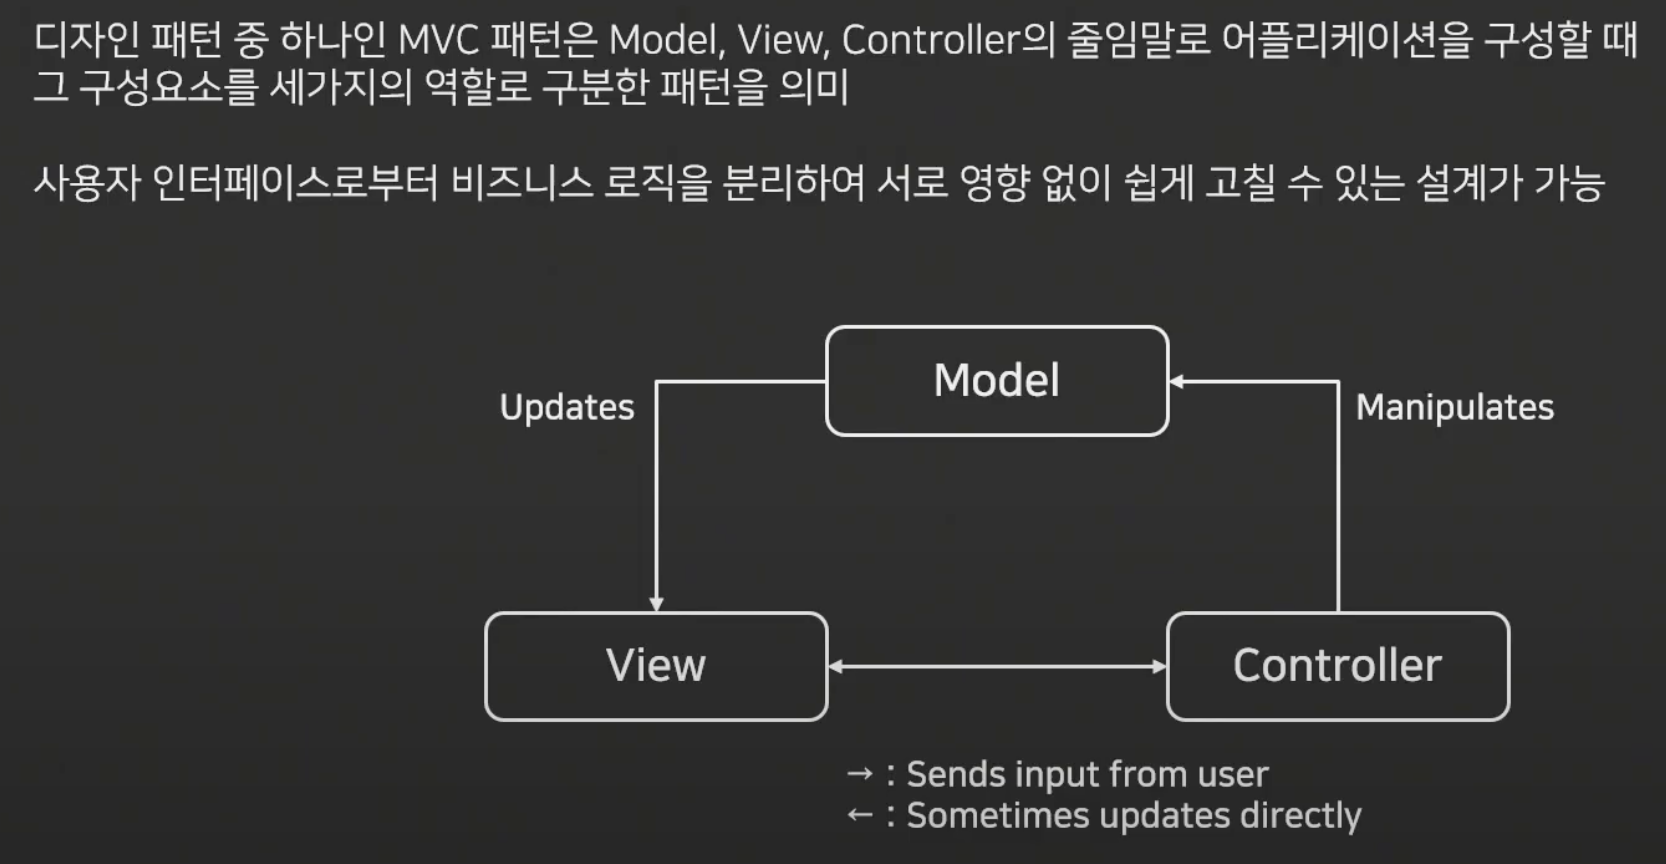 디자인 패턴 중 하나인 MVC 패턴은 Model, View, Controller의 줄임말로 어플리케이션을 구성할 때
그 구성요소를 세가지의 역할로 구분한 패턴을 의미
사용자 인터페이스로부터 비즈니스 로직을 분리하여 서로 영향 없이 쉽게 고칠 수 있는 설계가 가능
Model
Updates
Manipulates
View
Controller
→ : Sends input from user
← : Sometimes updates directly